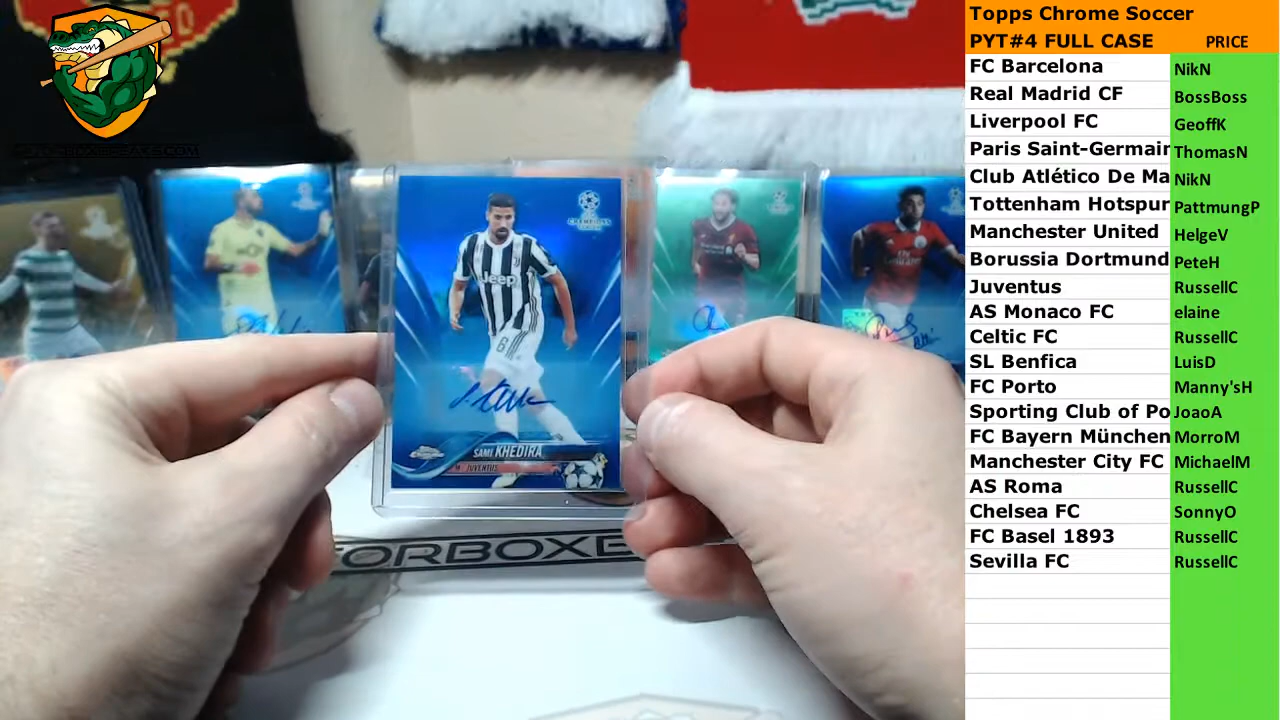 Topps Chrome Soccer
PYT#4 FULL CASE PRICE
FC Barcelona NikN
Real Madrid CF BossBoss
Liverpool FC GeoffK
Paris Saint-Germain ThomasN
Club Atlético De Ma NikN
Tottenham Hotspur PattmungP
Manchester United HelgeV
Borussia Dortmund PeteH
Juventus RussellC
AS Monaco FC elaine
Celtic FC RussellC
SL Benfica LuisD
FC Porto Manny'sH
Sporting Club of Po JoaoA
FC Bayern München MorroM
Manchester City FC MichaelM
AS Roma RussellC
Chelsea FC SonnyO
FC Basel 1893 RussellC
Sevilla FC RussellC
CHAMPIONS
LEAGUE
Jeep
6
SAMI KHEDIRA
M JUVENTUS
TORBOXE